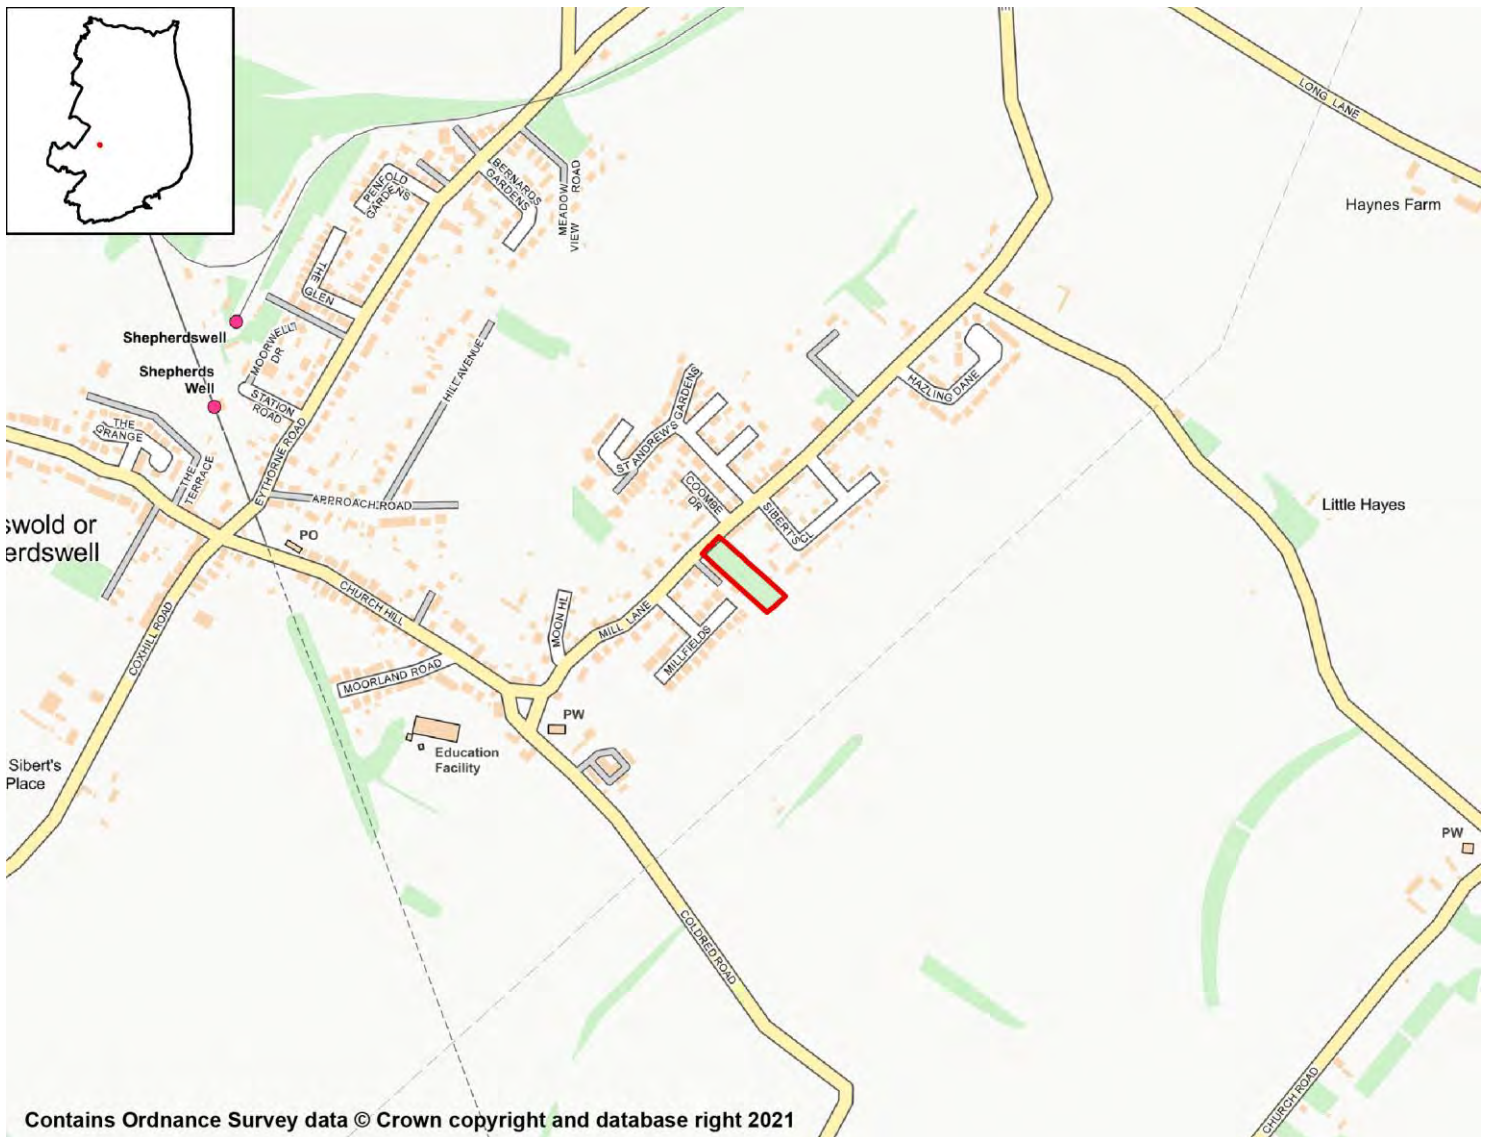 LONG LANE
Haynes Farm
PENFOLD
GARDENS
BERNARDS
GARDENS
MEADOW
VIEW ROAD
THE
GLEN
Shepherdswell
MOORWELL
DR
Shepherds
Well
STATION
ROAD
HILL AVENUE
HAZLING DANE
ST ANDREW'S GARDENS
THE
GRANGE
THE
TERRACE
EYTHORNE ROAD
APPROACH ROAD
COOMBE
DR
SIBERT'S
CL
Little Hayes
swold or
erdswell
PO
CHURCH HILL
MOON HL
MILL LANE
MILLFIELDS
COXHILL ROAD
MOORLAND ROAD
PW
Education
Facility
Sibert's
Place
PW
COLDRED ROAD
CHURCH ROAD
Contains Ordnance Survey data © Crown copyright and database right 2021